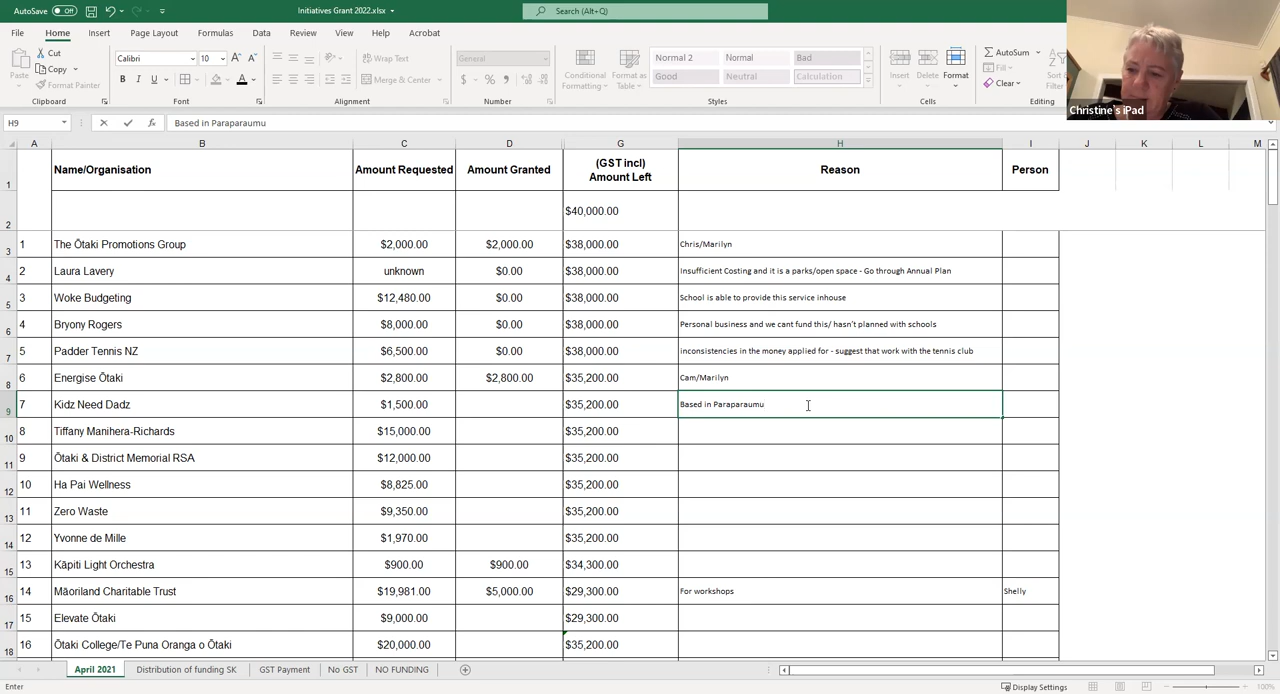 AutoSave Off Initiatives Grant 2022.xlsx Search (Alt+Q)
File Home Insert Page Layout Formulas Data Review View Help Acrobat
Paste Cut Copy Format Painter Clipboard
Calibri 10 A A B I U A Font
Wrap Text Merge & Center Alignment
General $ % Number
Conditional Formatting Format as Table
Normal 2 Normal Bad
Good Neutral Calculation
Styles
Insert Delete Format Cells
AutoSum Fill Clear Sort Filter Editing
Christine's iPad
H9 fx Based in Paraparaumu
A B C D G H I J K L M
1 Name/Organisation Amount Requested Amount Granted (GST incl) Amount Left Reason Person
2 $40,000.00
3 1 The Ōtaki Promotions Group $2,000.00 $2,000.00 $38,000.00 Chris/Marilyn
4 2 Laura Lavery unknown $0.00 $38,000.00 Insufficient Costing and it is a parks/open space - Go through Annual Plan
5 3 Woke Budgeting $12,480.00 $0.00 $38,000.00 School is able to provide this service inhouse
6 4 Bryony Rogers $8,000.00 $0.00 $38,000.00 Personal business and we cant fund this/ hasn't planned with schools
7 5 Padder Tennis NZ $6,500.00 $0.00 $38,000.00 inconsistencies in the money applied for - suggest that work with the tennis club
8 6 Energise Ōtaki $2,800.00 $2,800.00 $35,200.00 Cam/Marilyn
9 7 Kidz Need Dadz $1,500.00 $35,200.00 Based in Paraparaumu
10 8 Tiffany Manihera-Richards $15,000.00 $35,200.00
11 9 Ōtaki & District Memorial RSA $12,000.00 $35,200.00
12 10 Ha Pai Wellness $8,825.00 $35,200.00
13 11 Zero Waste $9,350.00 $35,200.00
14 12 Yvonne de Mille $1,970.00 $35,200.00
15 13 Kāpiti Light Orchestra $900.00 $900.00 $34,300.00
16 14 Māoriland Charitable Trust $19,981.00 $5,000.00 $29,300.00 For workshops Shelly
17 15 Elevate Ōtaki $9,000.00 $29,300.00
18 16 Ōtaki College/Te Puna Oranga o Ōtaki $20,000.00 $35,200.00
April 2021 Distribution of funding SK GST Payment No GST NO FUNDING
Enter Display Settings 100%